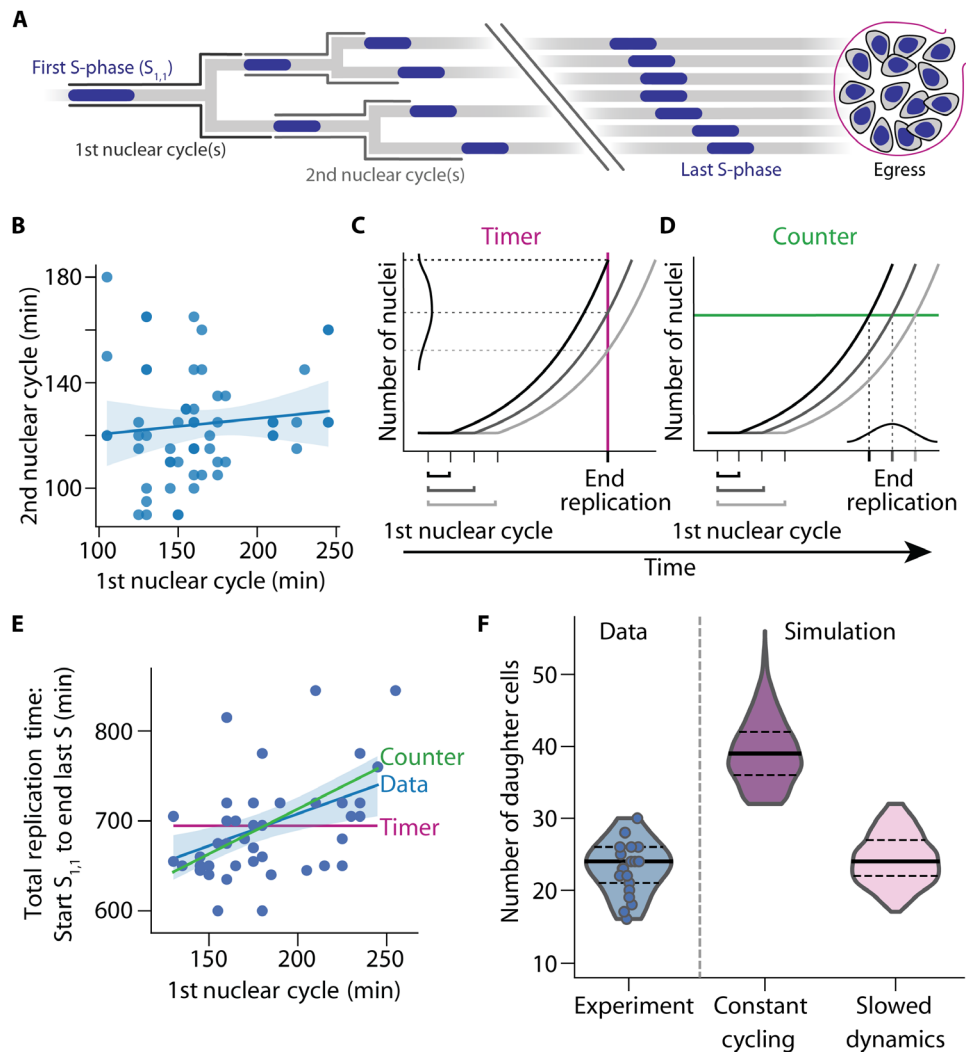 A
First S-phase (S1,1)
1st nuclear cycle(s)
2nd nuclear cycle(s)
Last S-phase
Egress
B
2nd nuclear cycle (min)
180
140
100
100
150
200
250
1st nuclear cycle (min)
C
Timer
Number of nuclei
End
replication
1st nuclear cycle
D
Counter
Number of nuclei
End
replication
1st nuclear cycle
Time
E
Total replication time:
Start S1,1 to end last S (min)
800
700
600
150
200
250
1st nuclear cycle (min)
Counter
Data
Timer
F
Data
Simulation
Number of daughter cells
50
40
30
20
10
Experiment
Constant
cycling
Slowed
dynamics